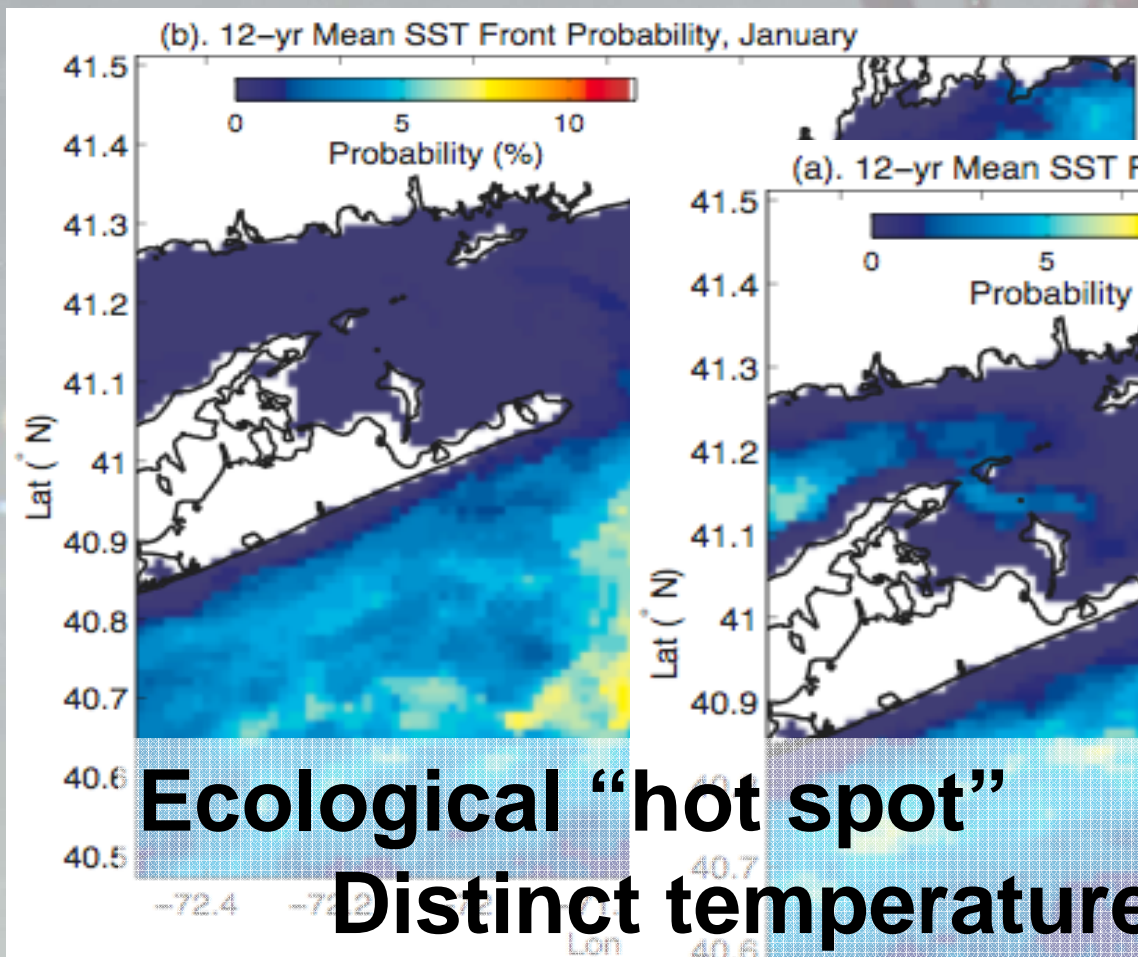 (b). 12–yr Mean SST Front Probability, January
41.5
0 5 10
Probability (%)
41.4
41.3
41.2
41.1
41
40.9
40.8
40.7
40.6
40.5
Lat (° N)
−72.4
Lon
(a). 12–yr Mean SST
41.5
0 5
Probability
41.4
41.3
41.2
41.1
41
40.9
40.7
40.6
Lat (° N)
Ecological “hot spot”
Distinct temperature